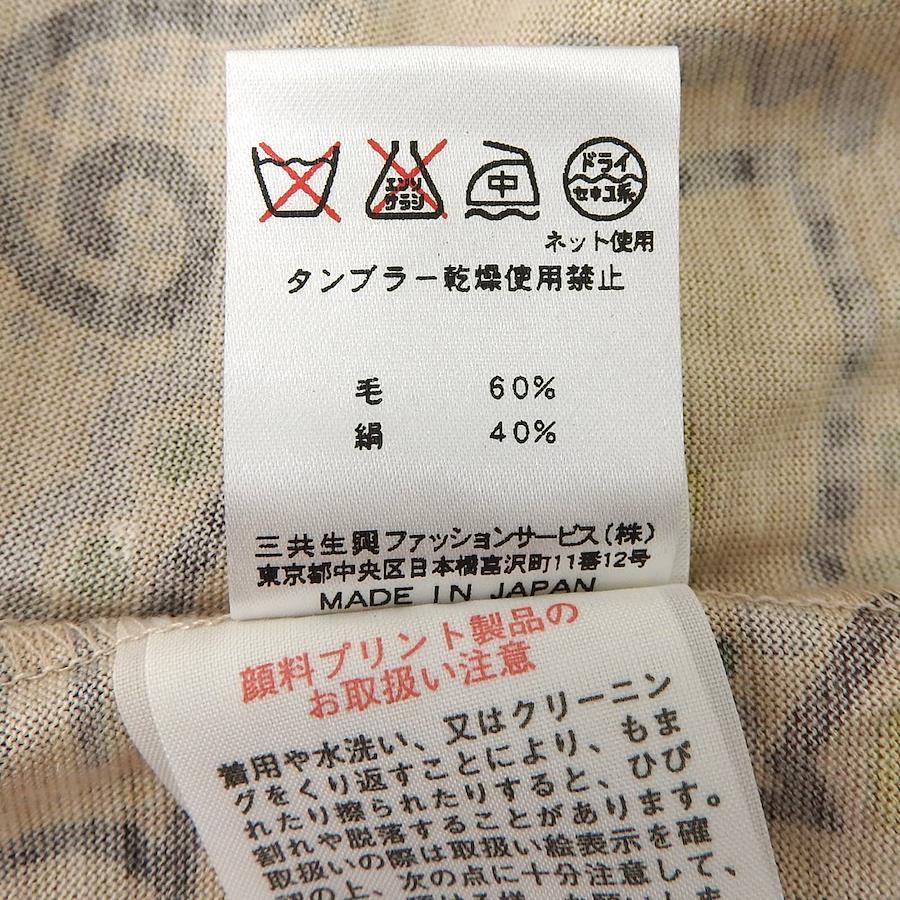 エンソ
サラシ
中
ドライ
セキユ系
ネット使用
タンブラー乾燥使用禁止
毛 60%
絹 40%
三共生興ファッションサービス(株)
東京都中央区日本橋富沢町11番12号
MADE IN JAPAN
顔料プリント製品の
お取扱い注意
着用や水洗い、又はクリーニン
グをくり返すことにより、もま
れたり擦られたりすると、ひび
割れや脱落することがあります。
取扱いの際は取扱い絵表示を確
の上、次の点に十分注意して、